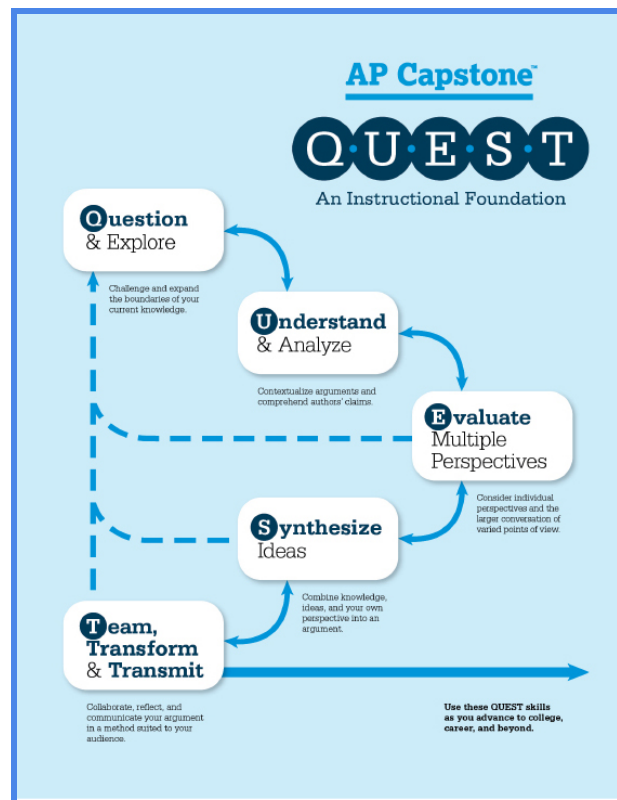 AP Capstone™
Q·U·E·S·T
An Instructional Foundation
Question
& Explore
Challenge and expand
the boundaries of your
current knowledge.
Understand
& Analyze
Contextualize arguments and
comprehend authors' claims.
Evaluate
Multiple
Perspectives
Consider individual
perspectives and the
larger conversation of
varied points of view.
Synthesize
Ideas
Combine knowledge,
ideas, and your own
perspective into an
argument.
Team,
Transform
& Transmit
Collaborate, reflect, and
communicate your argument
in a method suited to your
audience.
Use these QUEST skills
as you advance to college,
career, and beyond.